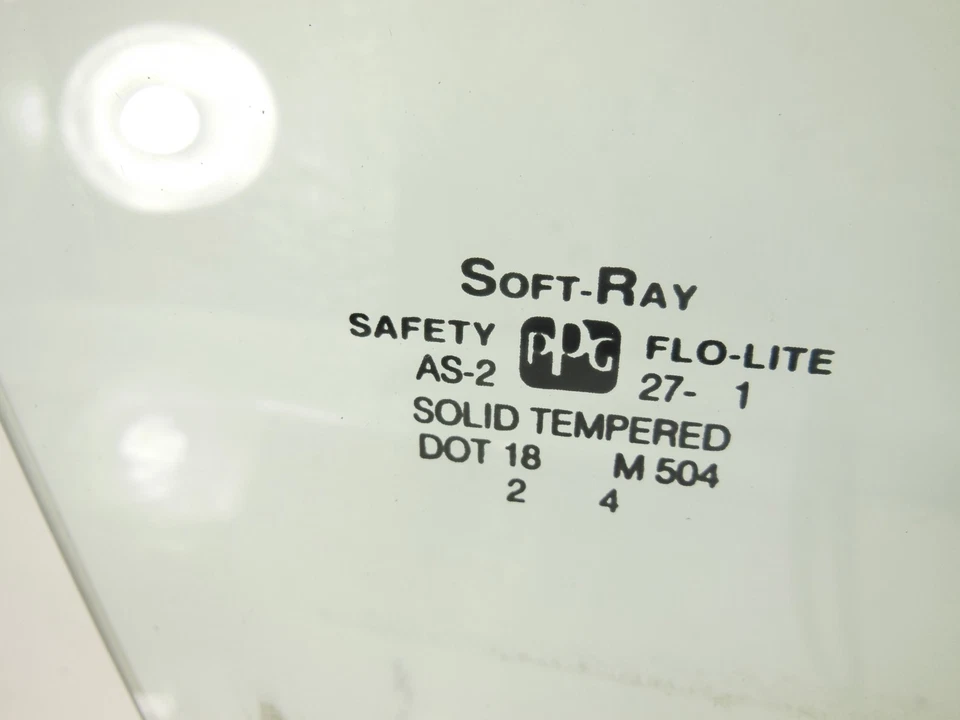 SOFT-RAY
SAFETY PPG FLO-LITE
AS-2 27- 1
SOLID TEMPERED
DOT 18 M 504
2 4